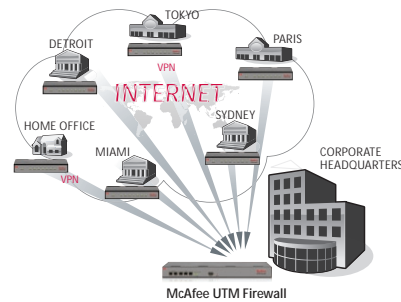 TOKYO
DETROIT
PARIS
VPN
INTERNET
SYDNEY
HOME OFFICE
MIAMI
VPN
CORPORATE
HEADQUARTERS
McAfee UTM Firewall